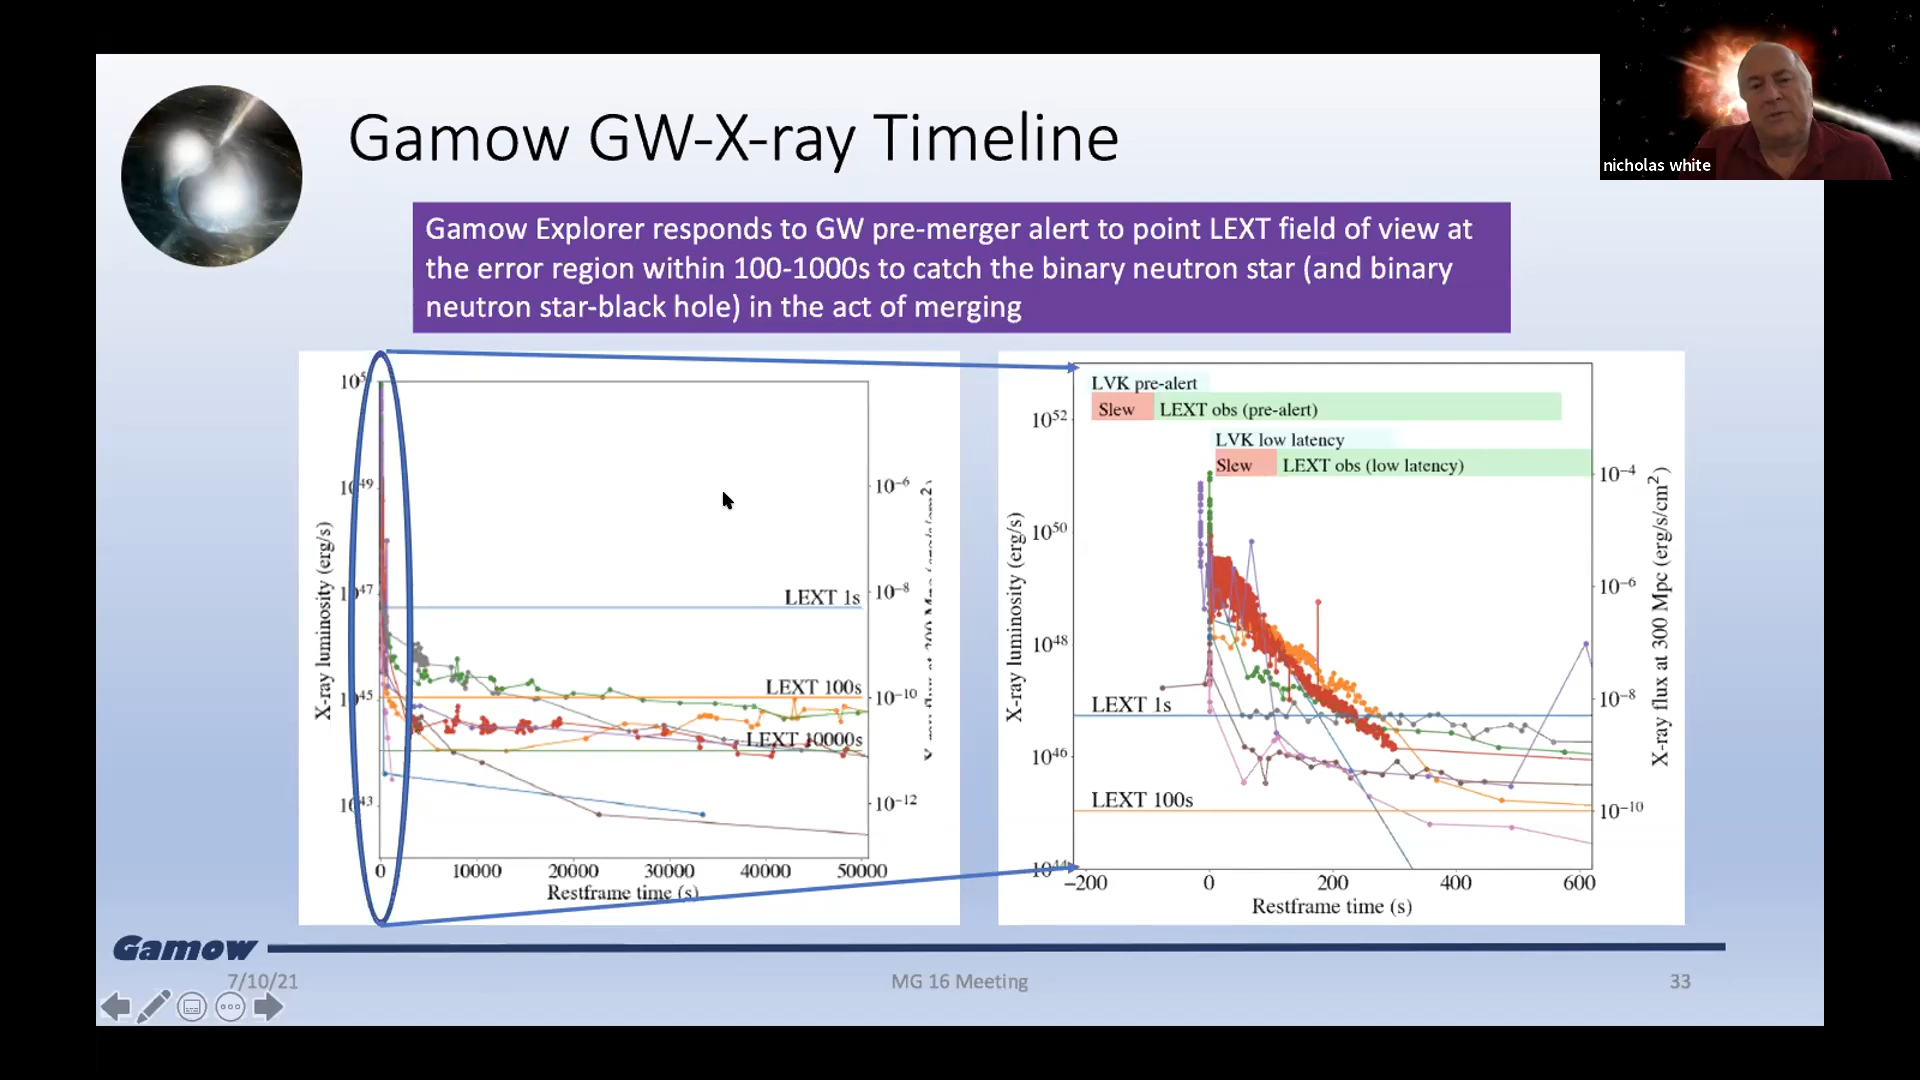 nicholas white
Gamow GW-X-ray Timeline
Gamow Explorer responds to GW pre-merger alert to point LEXT field of view at
the error region within 100-1000s to catch the binary neutron star (and binary
neutron star-black hole) in the act of merging
X-ray luminosity (erg/s)
10⁴⁹
10⁴⁷
10⁴⁵
10⁴³
LEXT 1s
LEXT 100s
LEXT 10000s
10⁻⁶
10⁻⁸
10⁻¹⁰
10⁻¹²
0 10000 20000 30000 40000 50000
Restframe time (s)
LVK pre-alert
Slew LEXT obs (pre-alert)
LVK low latency
Slew LEXT obs (low latency)
X-ray luminosity (erg/s)
10⁵²
10⁵⁰
10⁴⁸
10⁴⁶
10⁴⁴
LEXT 1s
LEXT 100s
10⁻⁴
10⁻⁶
10⁻⁸
10⁻¹⁰
X-ray flux at 300 Mpc (erg/s/cm²)
−200 0 200 400 600
Restframe time (s)
Gamow
7/10/21
MG 16 Meeting
33